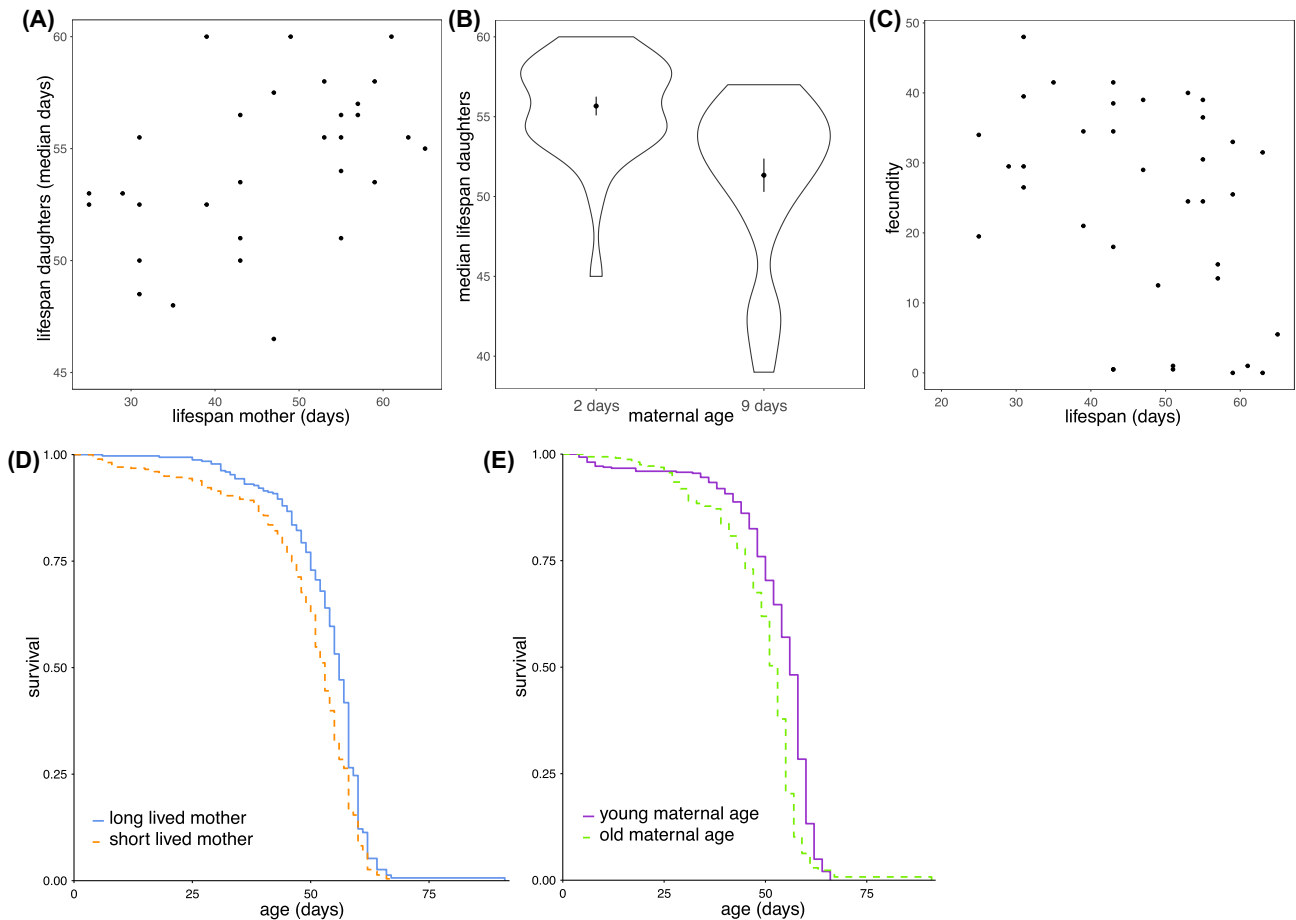 (A)
lifespan daughters (median days)
60
55
50
45
30
40
50
60
lifespan mother (days)
(B)
median lifespan daughters
60
55
50
45
40
2 days
9 days
maternal age
(C)
fecundity
50
40
30
20
10
0
20
30
40
50
60
lifespan (days)
(D)
survival
1.00
0.75
0.50
0.25
0.00
long lived mother
short lived mother
0
25
50
75
age (days)
(E)
survival
1.00
0.75
0.50
0.25
0.00
young maternal age
old maternal age
0
25
50
75
age (days)